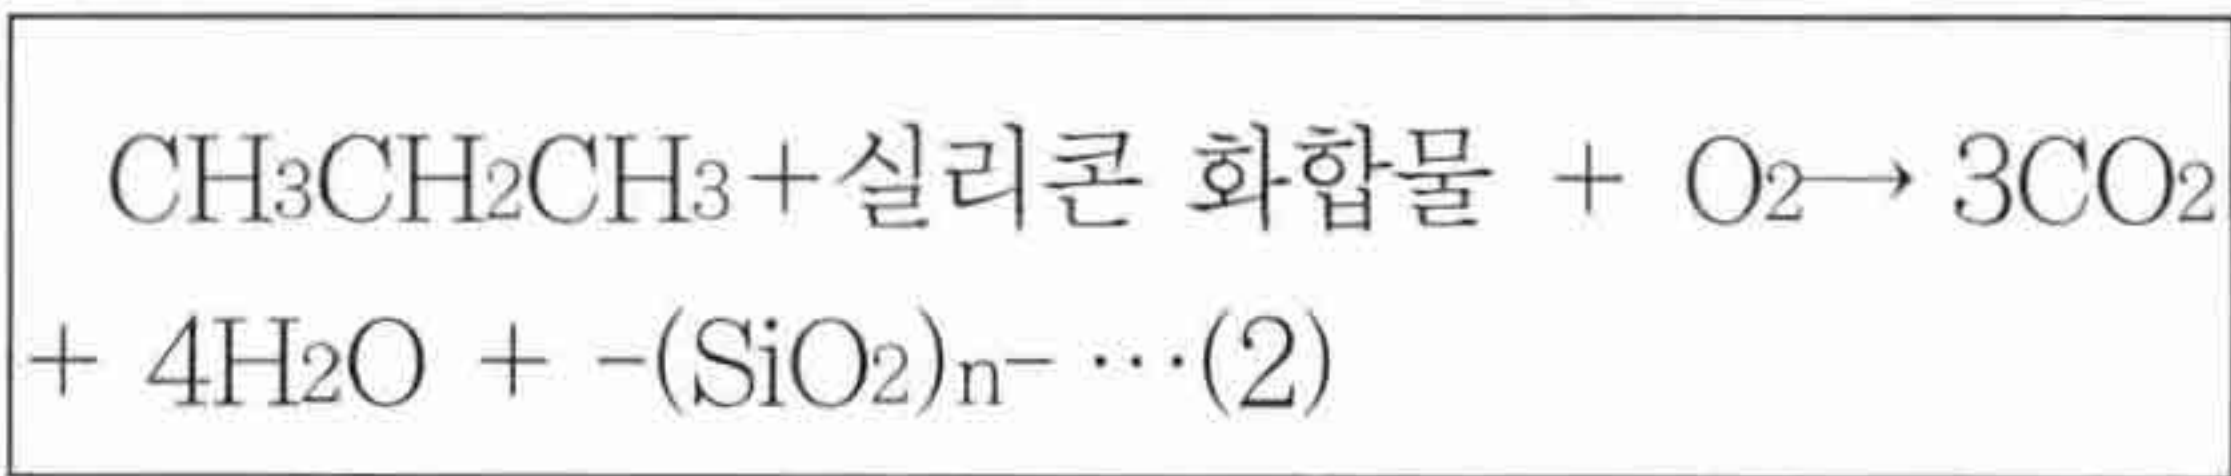 CH3CH2CH3+실리콘 화합물 + O2→ 3CO2
+ 4H2O + -(SiO2)n- …(2)